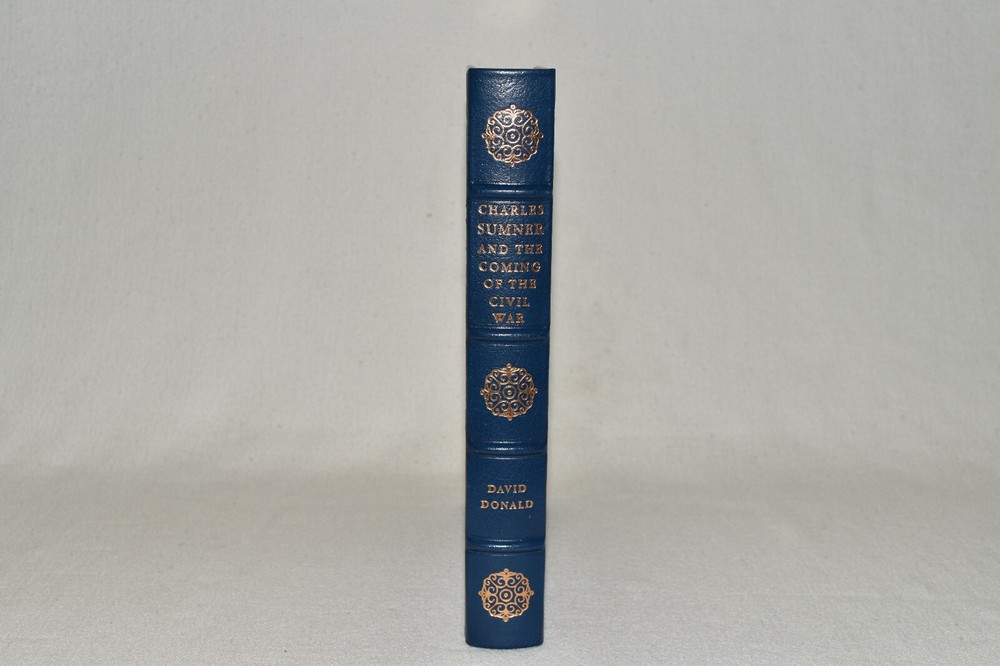 CHARLES
SUMNER
AND THE
COMING
OF THE
CIVIL
WAR
DAVID
DONALD